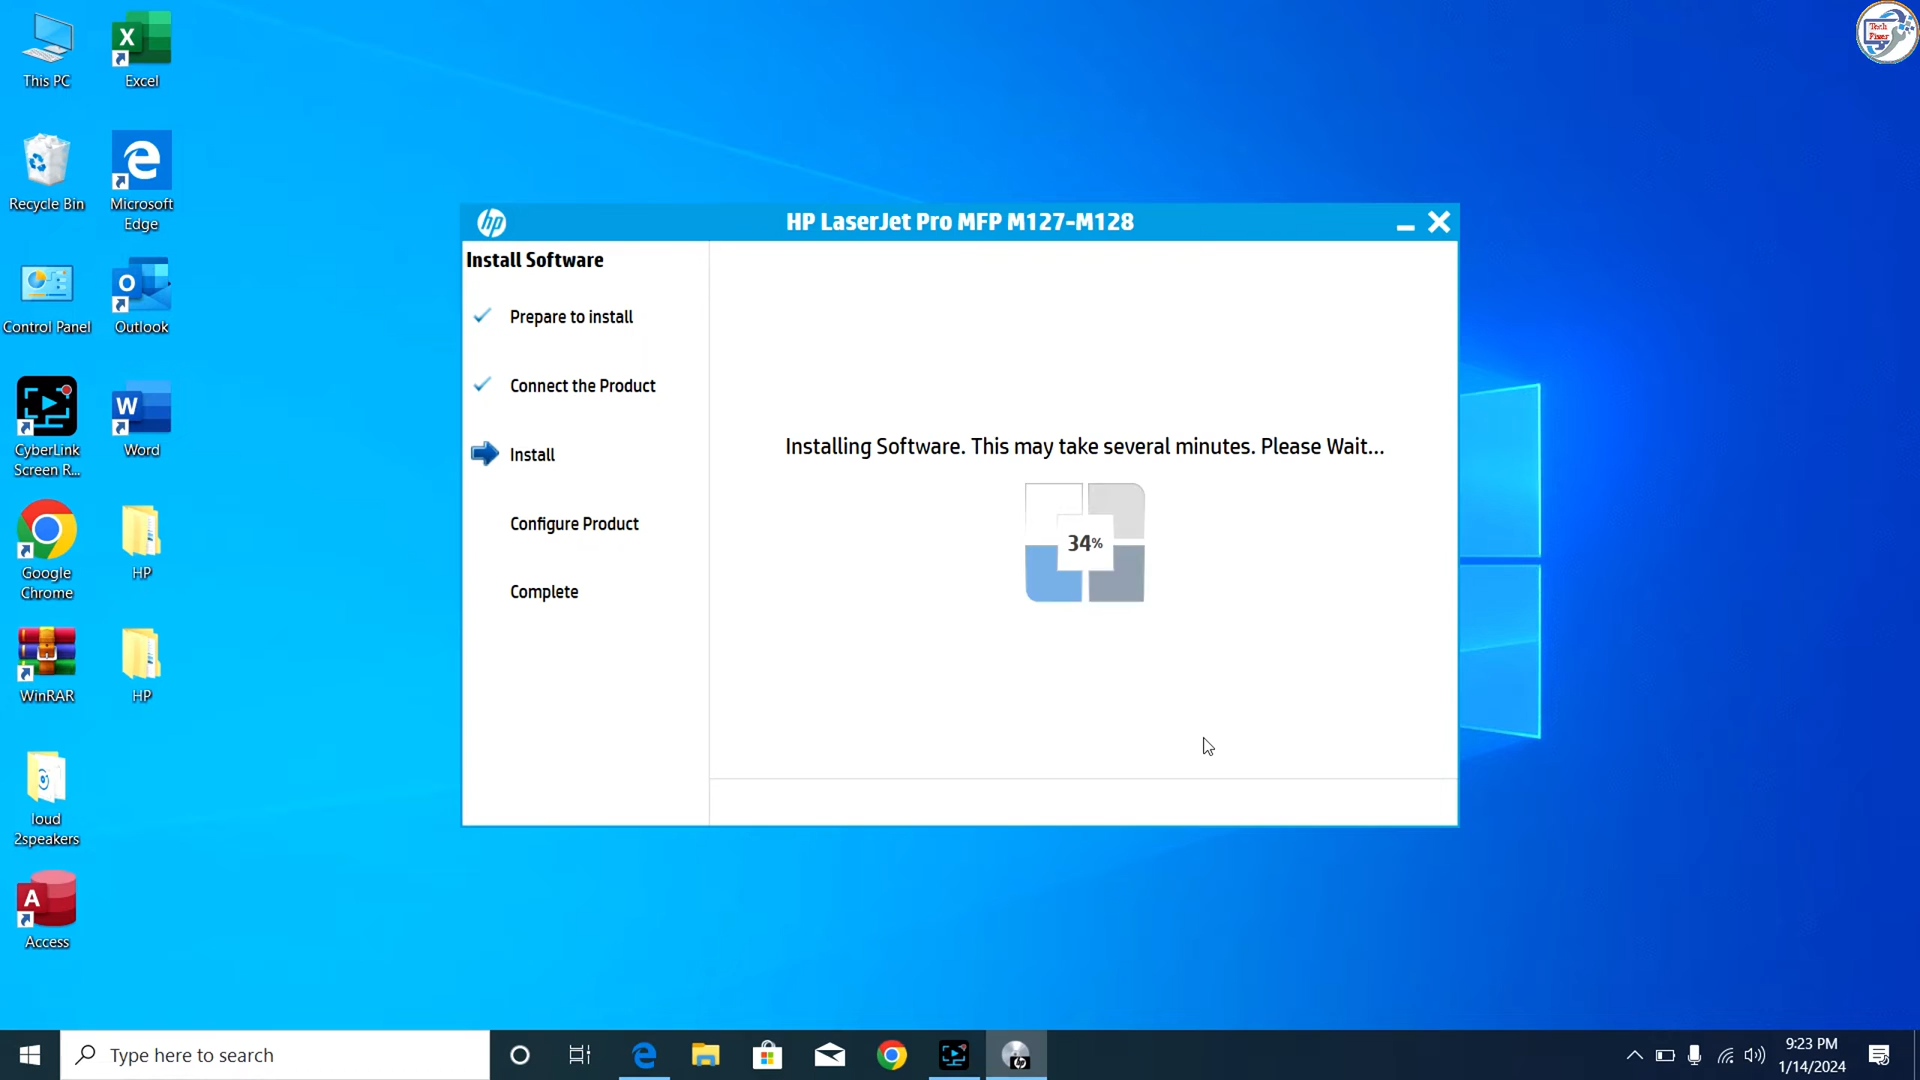 This PC
Excel
Recycle Bin
Microsoft
Edge
Control Panel
Outlook
CyberLink
Screen R...
Word
Google
Chrome
HP
WinRAR
HP
loud
2speakers
Access
Tech
Fixer
hp
HP LaserJet Pro MFP M127-M128
Install Software
Prepare to install
Connect the Product
Install
Configure Product
Complete
Installing Software. This may take several minutes. Please Wait...
34%
Type here to search
9:23 PM
1/14/2024